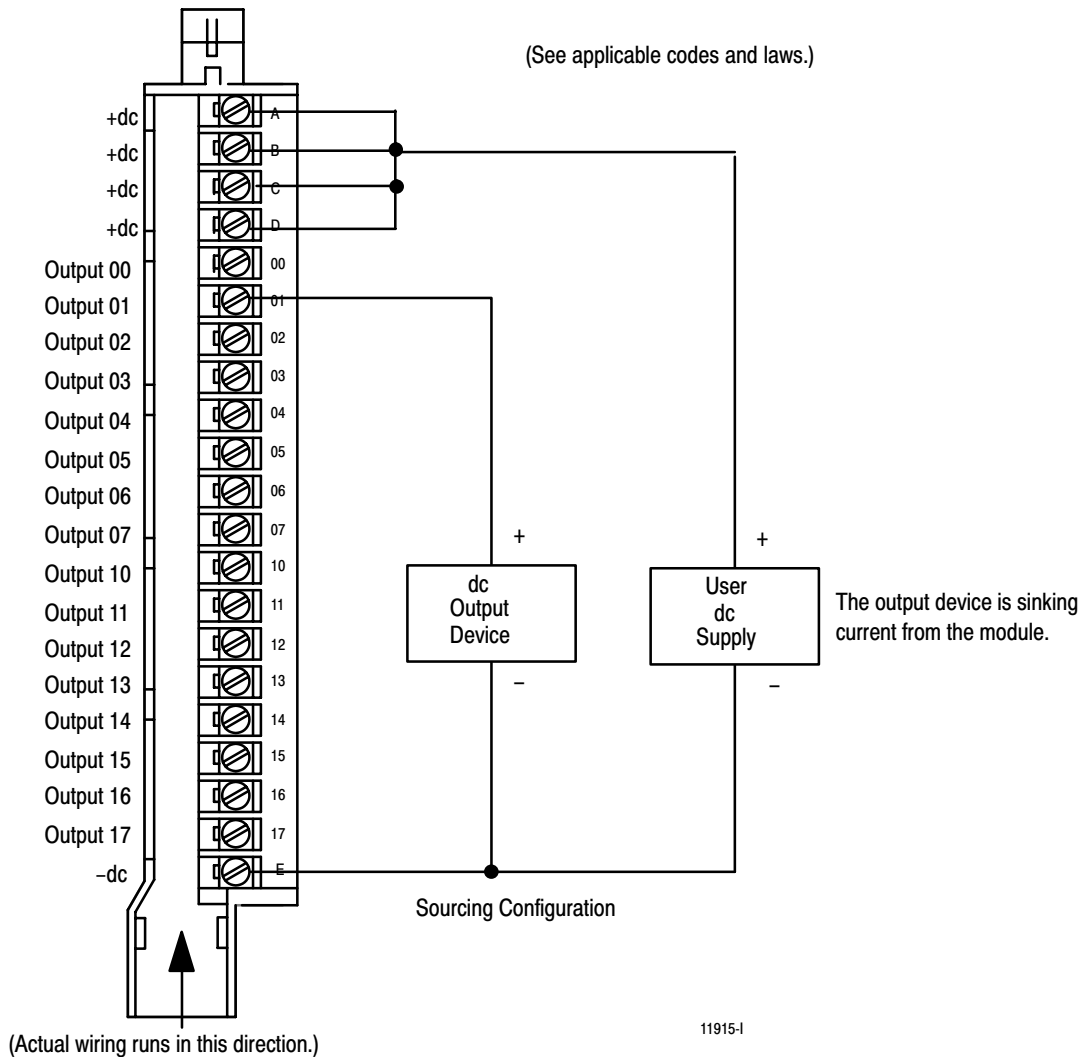 (See applicable codes and laws.)
+dc A
+dc B
+dc C
+dc D
Output 00 00
Output 01 01
Output 02 02
Output 03 03
Output 04 04
Output 05 05
Output 06 06
Output 07 07
Output 10 10
Output 11 11
Output 12 12
Output 13 13
Output 14 14
Output 15 15
Output 16 16
Output 17 17
–dc E
+
dc
Output
Device
–
+
User
dc
Supply
–
The output device is sinking
current from the module.
Sourcing Configuration
(Actual wiring runs in this direction.)
11915-I